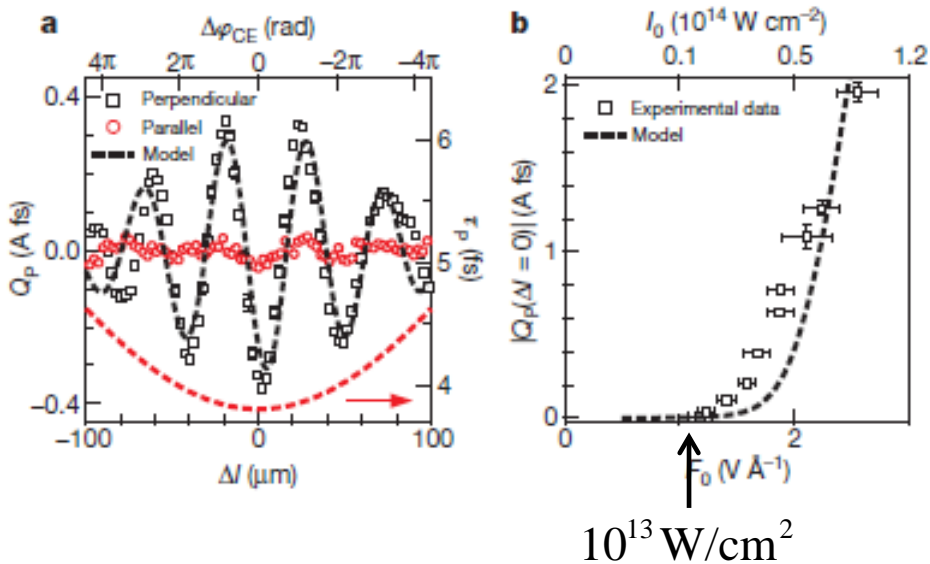 a
Δφ_CE (rad)
4π 2π 0 −2π −4π
0.4
0.0
−0.4
Q_P (A fs)
Perpendicular
Parallel
Model
6
5
4
τ_P (fs)
−100 0 100
Δl (μm)
b
I_0 (10^14 W cm^−2)
0 0.1 0.5 1.2
2
1
0
|Q_P(Δl = 0)| (A fs)
Experimental data
Model
0 2
F_0 (V Å^−1)
10^13 W/cm^2